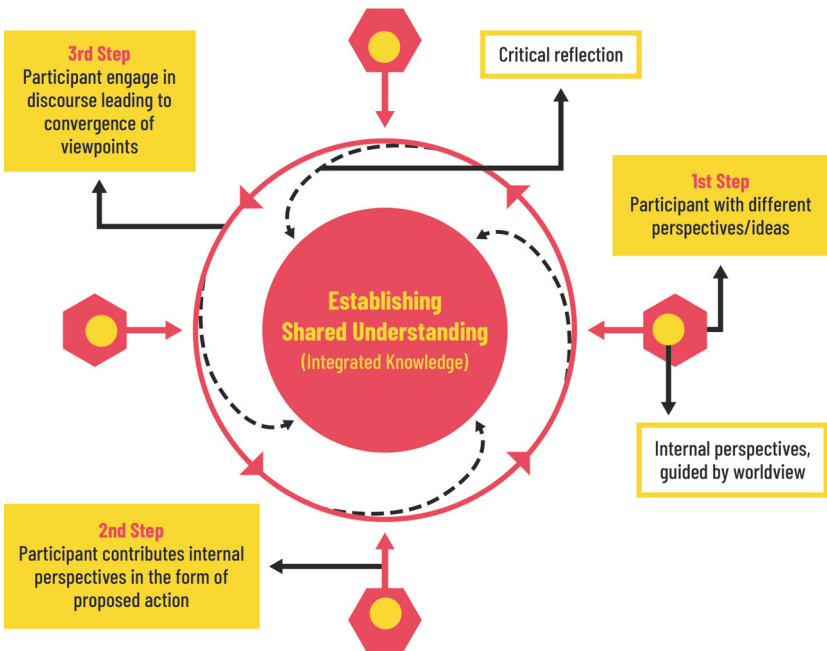 3rd Step
Participant engage in
discourse leading to
convergence of
viewpoints
Critical reflection
1st Step
Participant with different
perspectives/ideas
Establishing
Shared Understanding
(Integrated Knowledge)
Internal perspectives,
guided by worldview
2nd Step
Participant contributes internal
perspectives in the form of
proposed action